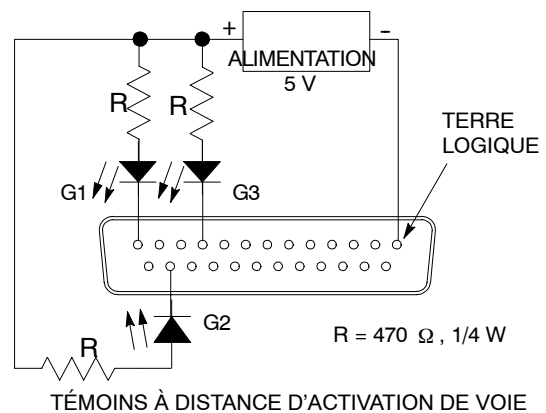 +
-
ALIMENTATION
5 V
R
R
TERRE
LOGIQUE
G1
G3
G2
R = 470 Ω , 1/4 W
R
TÉMOINS À DISTANCE D'ACTIVATION DE VOIE